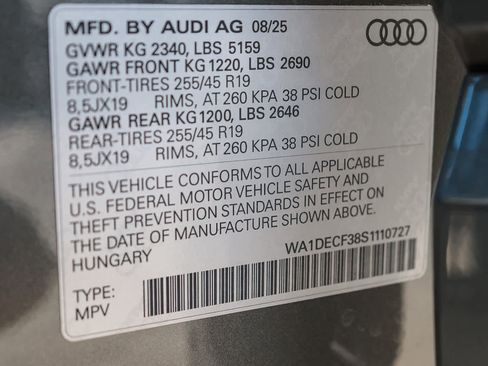 MFD. BY AUDI AG 08/25
GVWR KG 2340, LBS 5159
GAWR FRONT KG 1220, LBS 2690
FRONT-TIRES 255/45 R19
8,5JX19 RIMS, AT 260 KPA 38 PSI COLD
GAWR REAR KG1200, LBS 2646
REAR-TIRES 255/45 R19
8,5JX19 RIMS, AT 260 KPA 38 PSI COLD
THIS VEHICLE CONFORMS TO ALL APPLICABLE
U.S. FEDERAL MOTOR VEHICLE SAFETY AND
THEFT PREVENTION STANDARDS IN EFFECT ON
THE DATE OF MANUFACTURE SHOWN ABOVE
HUNGARY
WA1DECF38S1110727
TYPE:
MPV